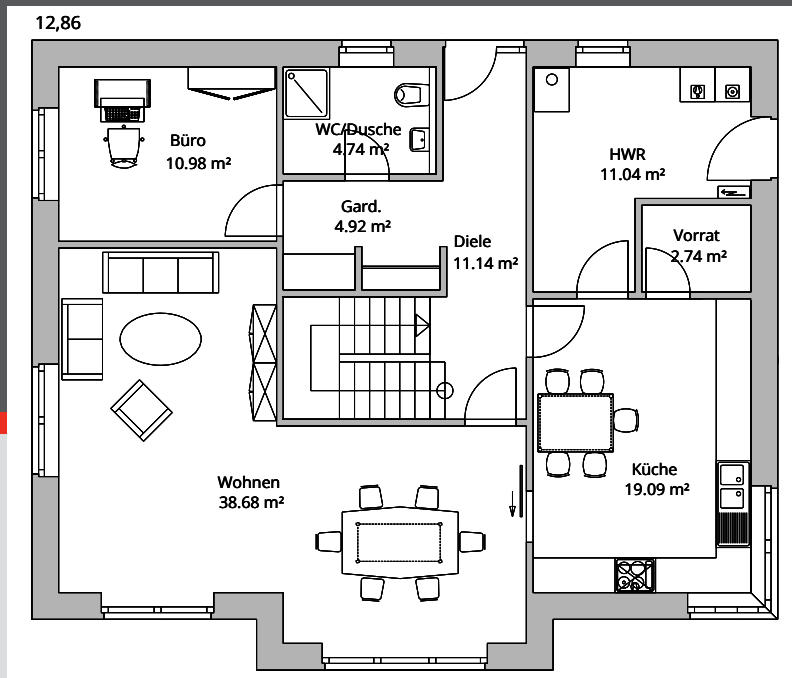 12,86
Büro
10.98 m²
WC/Dusche
4.74 m²
HWR
11.04 m²
Gard.
4.92 m²
Diele
11.14 m²
Vorrat
2.74 m²
Wohnen
38.68 m²
Küche
19.09 m²